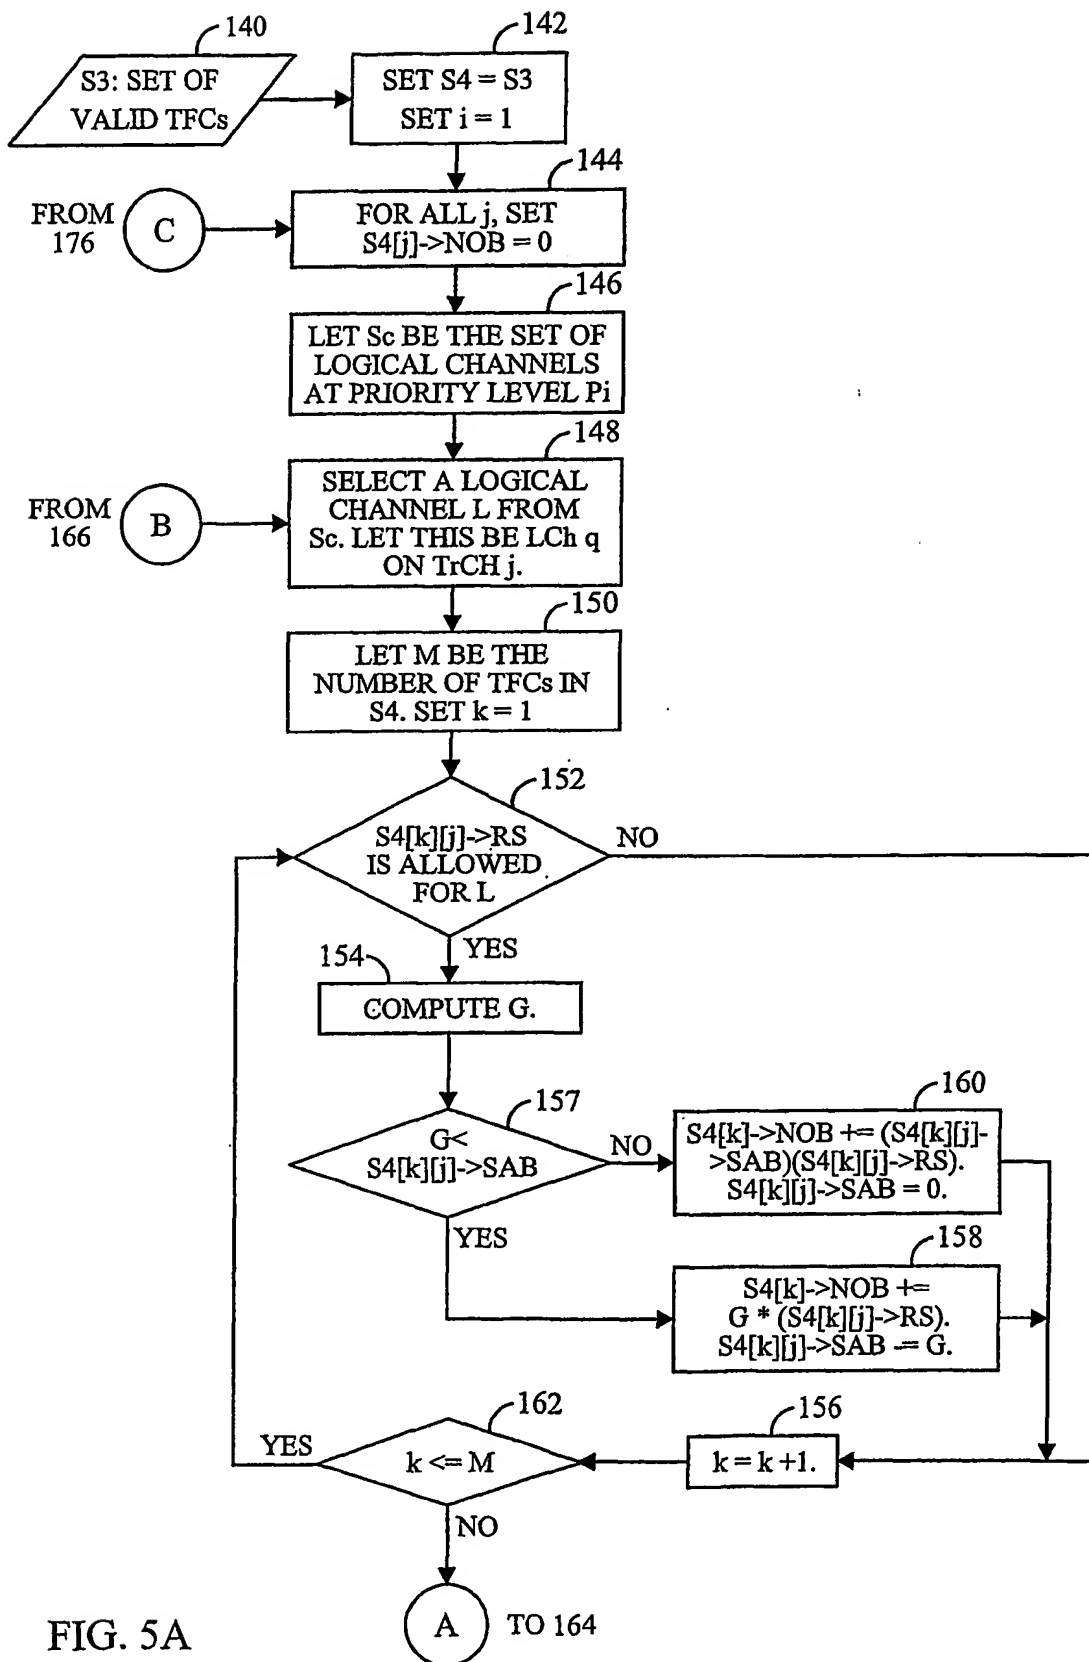 140
142
S3: SET OF
VALID TFCs
SET S4 = S3
SET i = 1
144
FROM
176
C
FOR ALL j, SET
S4[j]->NOB = 0
146
LET Sc BE THE SET OF
LOGICAL CHANNELS
AT PRIORITY LEVEL Pi
148
FROM
166
B
SELECT A LOGICAL
CHANNEL L FROM
Sc. LET THIS BE LCh q
ON TrCH j.
150
LET M BE THE
NUMBER OF TFCs IN
S4. SET k = 1
152
S4[k][j]->RS
IS ALLOWED
FOR L
NO
YES
154
COMPUTE G.
157
G<
S4[k][j]->SAB
NO
YES
160
S4[k]->NOB += (S4[k][j]-
>SAB)(S4[k][j]->RS).
S4[k][j]->SAB = 0.
158
S4[k]->NOB +=
G * (S4[k][j]->RS).
S4[k][j]->SAB -= G.
162
156
YES
k <= M
k = k +1.
NO
A
TO 164
FIG. 5A